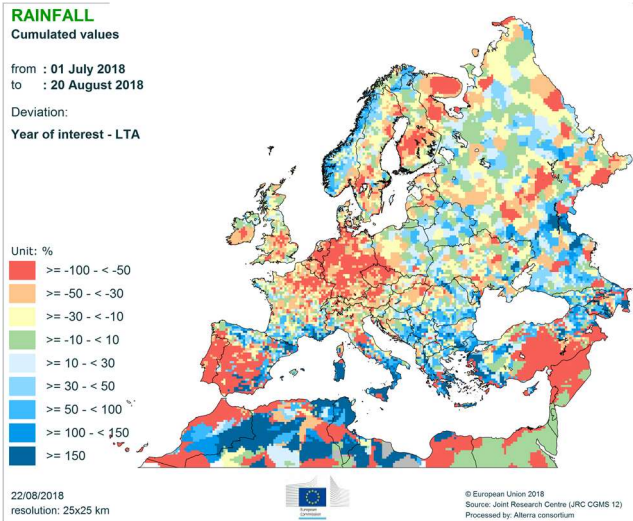 RAINFALL
Cumulated values
from : 01 July 2018
to : 20 August 2018
Deviation:
Year of interest - LTA
Unit: %
>= -100 - < -50
>= -50 - < -30
>= -30 - < -10
>= -10 - < 10
>= 10 - < 30
>= 30 - < 50
>= 50 - < 100
>= 100 - < 150
>= 150
22/08/2018
resolution: 25x25 km
European
Commission
© European Union 2018
Source: Joint Research Centre (JRC CGMS 12)
Processed by: Alterra consortium